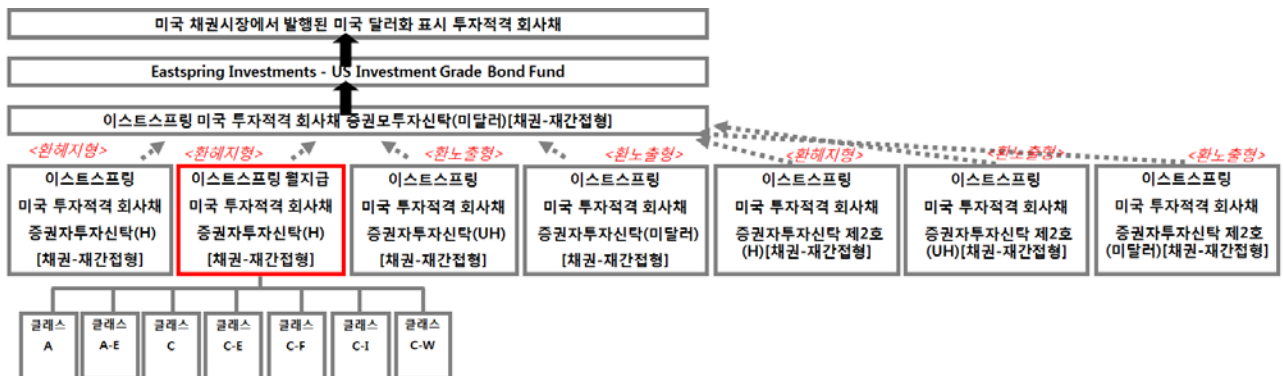 미국 채권시장에서 발행된 미국 달러화 표시 투자적격 회사채
Eastspring Investments - US Investment Grade Bond Fund
이스트스프링 미국 투자적격 회사채 증권모투자신탁(미달러)[채권-재간접형]
<환헤지형>
<환헤지형>
<환노출형>
<환노출형>
<환헤지형>
<환노출형>
<환노출형>
이스트스프링
미국 투자적격 회사채
증권자투자신탁(H)
[채권-재간접형]
이스트스프링 월지급
미국 투자적격 회사채
증권자투자신탁(H)
[채권-재간접형]
이스트스프링
미국 투자적격 회사채
증권자투자신탁(UH)
[채권-재간접형]
이스트스프링
미국 투자적격 회사채
증권자투자신탁(미달러)
[채권-재간접형]
이스트스프링
미국 투자적격 회사채
증권자투자신탁 제2호
(H)[채권-재간접형]
이스트스프링
미국 투자적격 회사채
증권자투자신탁 제2호
(UH)[채권-재간접형]
이스트스프링
미국 투자적격 회사채
증권자투자신탁 제2호
(미달러)[채권-재간접형]
클래스
A
클래스
A-E
클래스
C
클래스
C-E
클래스
C-F
클래스
C-I
클래스
C-W